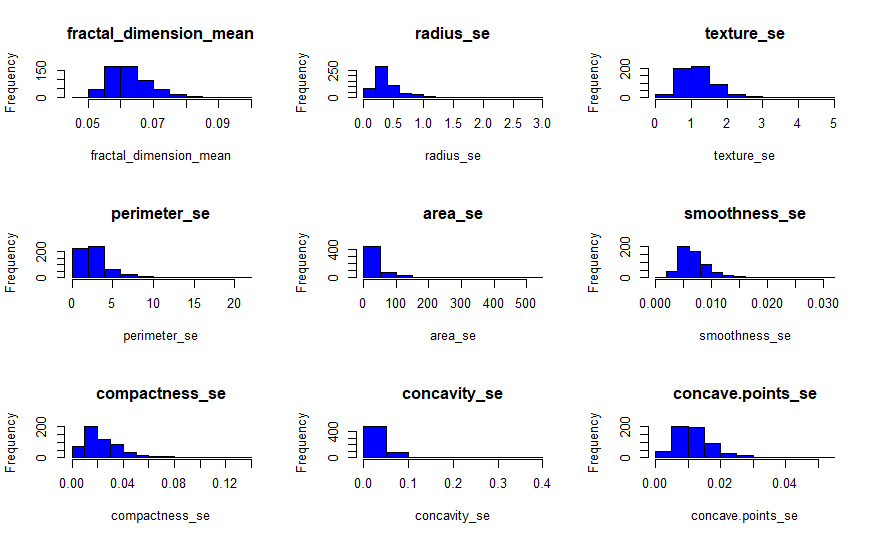 fractal_dimension_mean
Frequency
0 150
0.05 0.07 0.09
fractal_dimension_mean
radius_se
Frequency
0 250
0.0 0.5 1.0 1.5 2.0 2.5 3.0
radius_se
texture_se
Frequency
0 200
0 1 2 3 4 5
texture_se
perimeter_se
Frequency
0 200
0 5 10 15 20
perimeter_se
area_se
Frequency
0 400
0 100 200 300 400 500
area_se
smoothness_se
Frequency
0 200
0.000 0.010 0.020 0.030
smoothness_se
compactness_se
Frequency
0 200
0.00 0.04 0.08 0.12
compactness_se
concavity_se
Frequency
0 400
0.0 0.1 0.2 0.3 0.4
concavity_se
concave.points_se
Frequency
0 200
0.00 0.02 0.04
concave.points_se